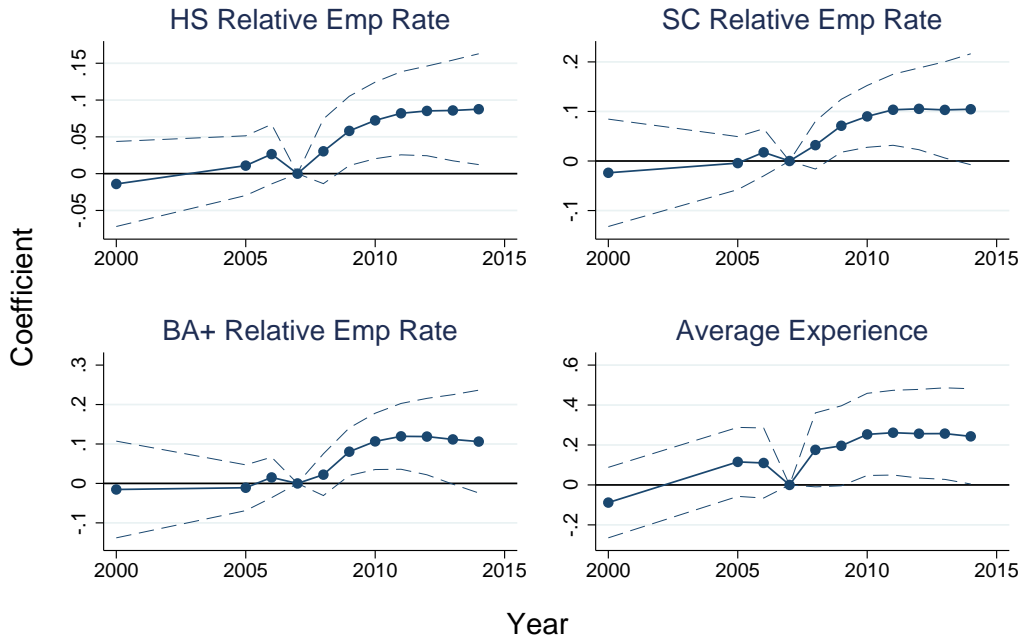 HS Relative Emp Rate
.15
.1
.05
0
-.05
2000 2005 2010 2015
SC Relative Emp Rate
.2
.1
0
-.1
2000 2005 2010 2015
BA+ Relative Emp Rate
.3
.2
.1
0
-.1
2000 2005 2010 2015
Average Experience
.6
.4
.2
0
-.2
2000 2005 2010 2015
Coefficient
Year